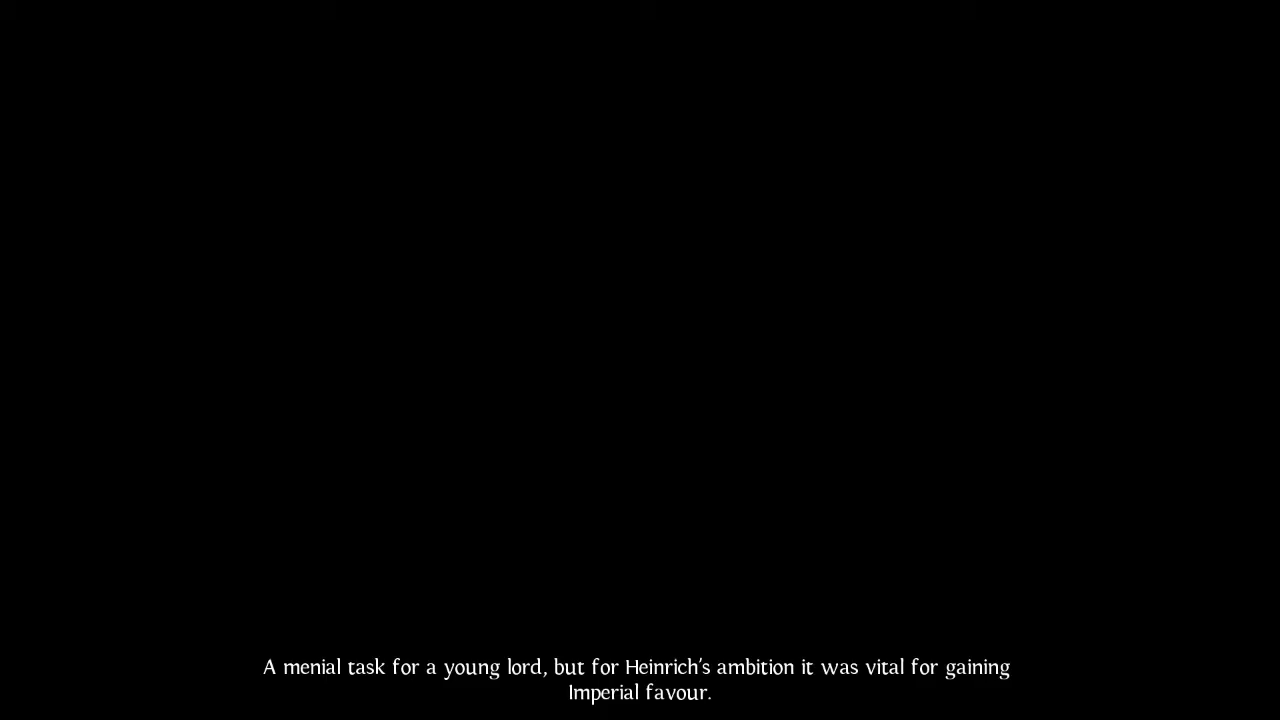 A menial task for a young lord, but for Heinrich's ambition it was vital for gaining
Imperial favour.